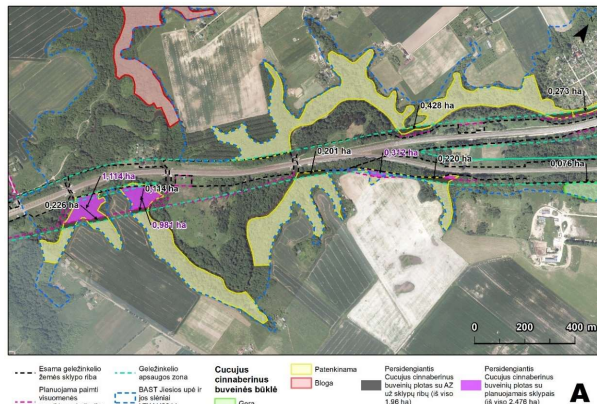 0,273 ha
0,428 ha
0,201 ha
0,312 ha
0,220 ha
0,076 ha
1,114 ha
0,114 ha
0,226 ha
0,981 ha
0 200 400 m
Esama geležinkelio
žemės sklypo riba
Planuojama paimti
visuomenės
Geležinkelio
apsaugos zona
BAST Jiesios upė ir
jos slėniai
Cucujus
cinnaberinus
buveinės būklė
Gera
Patenkinama
Bloga
Persidengiantis
Cucujus cinnaberinus
buveinių plotas su AZ
už sklypų ribų (iš viso
1,96 ha)
Persidengiantis
Cucujus cinnaberinus
buveinių plotas su
planuojamais sklypais
(iš viso 2,478 ha)
A